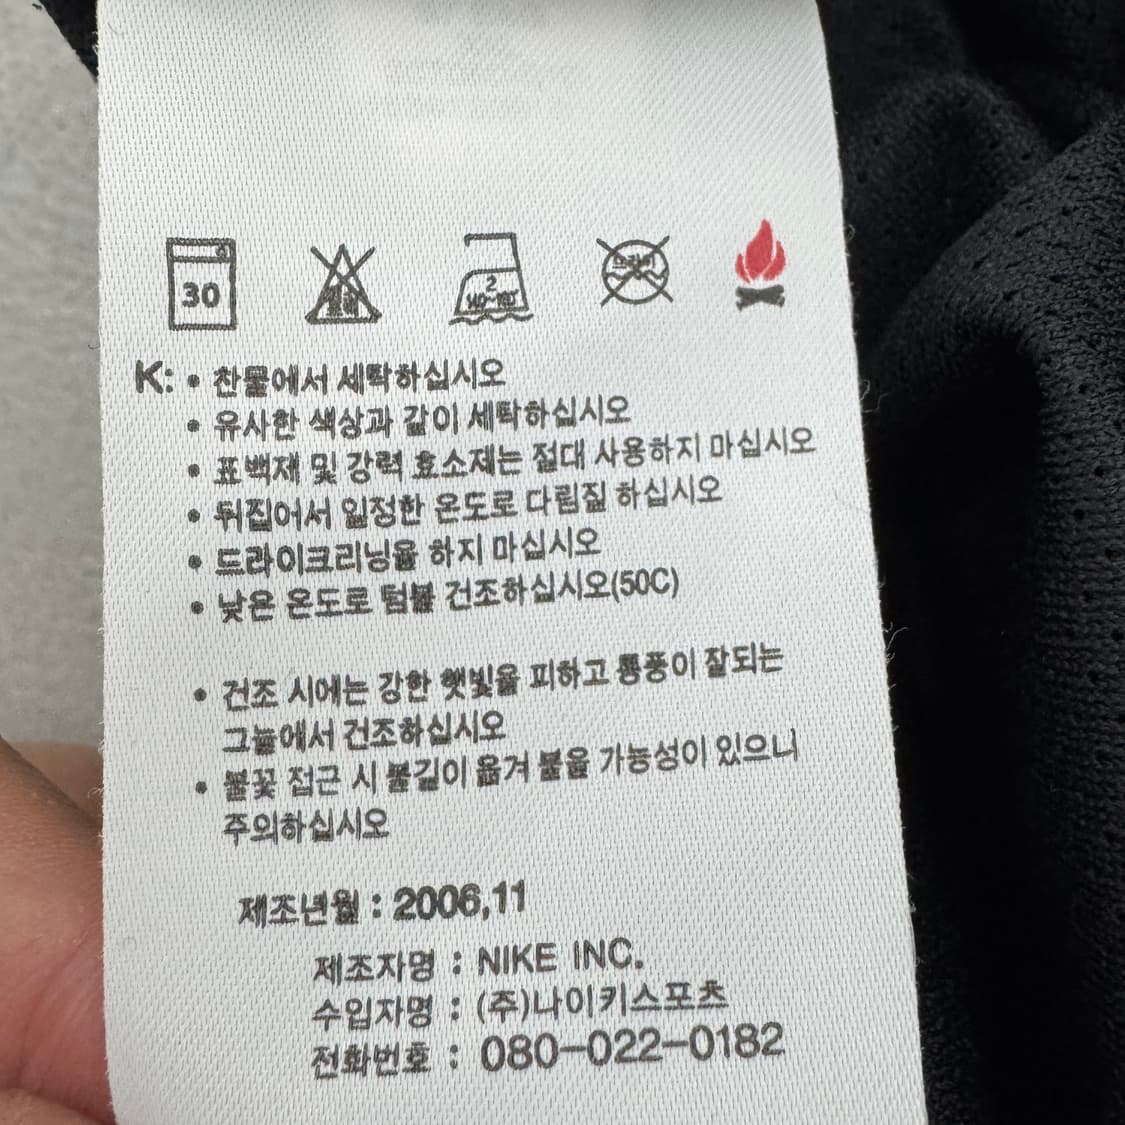 30
2
K: • 찬물에서 세탁하십시오
• 유사한 색상과 같이 세탁하십시오
• 표백제 및 강력 효소제는 절대 사용하지 마십시오
• 뒤집어서 일정한 온도로 다림질 하십시오
• 드라이크리닝을 하지 마십시오
• 낮은 온도로 텀블 건조하십시오(50C)
• 건조 시에는 강한 햇빛을 피하고 통풍이 잘되는
그늘에서 건조하십시오
• 불꽃 접근 시 불길이 옮겨 붙을 가능성이 있으니
주의하십시오
제조년월 : 2006,11
제조자명 : NIKE INC.
수입자명 : (주)나이키스포츠
전화번호 : 080-022-0182